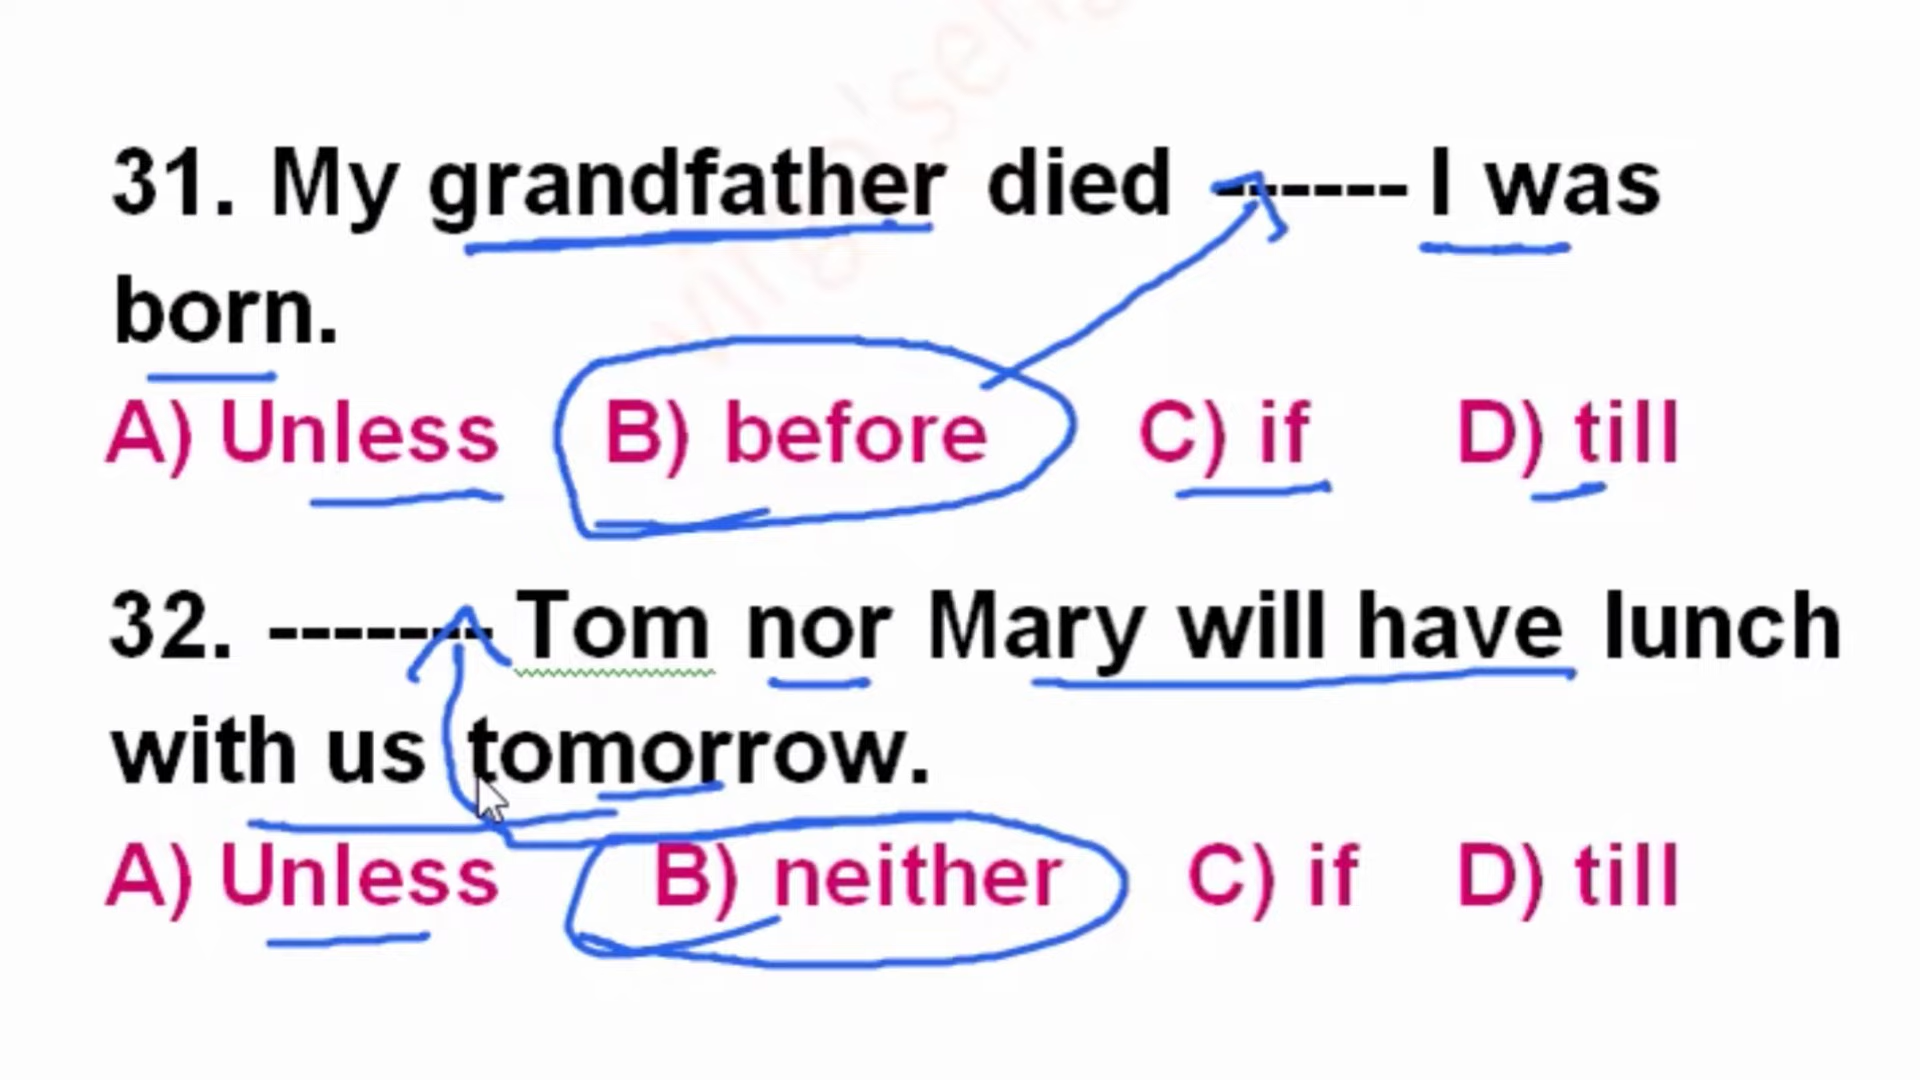 31. My grandfather died ------ I was
born.
A) Unless B) before C) if D) till
32. ------- Tom nor Mary will have lunch
with us tomorrow.
A) Unless B) neither C) if D) till